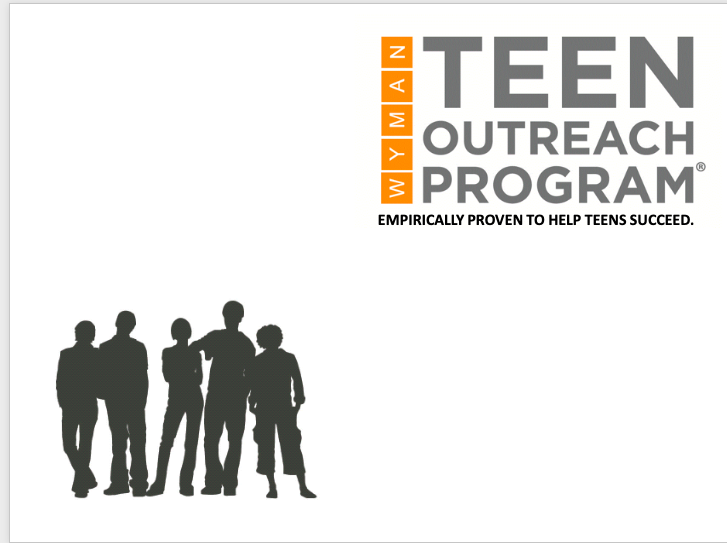 WYMAN
TEEN
OUTREACH
PROGRAM®
EMPIRICALLY PROVEN TO HELP TEENS SUCCEED.